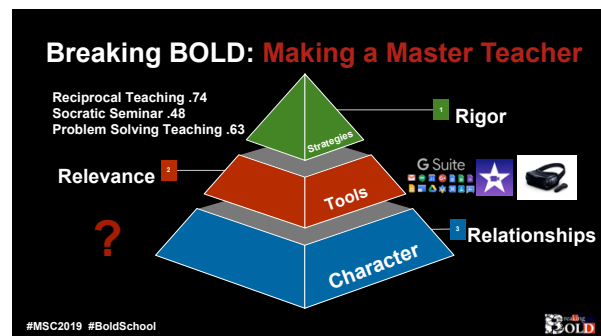 Breaking BOLD: Making a Master Teacher
Reciprocal Teaching .74
Socratic Seminar .48
Problem Solving Teaching .63
Strategies
1
Rigor
Relevance
2
G Suite
Tools
?
3
Relationships
Character
#MSC2019 #BoldSchool
Breaking
BOLD